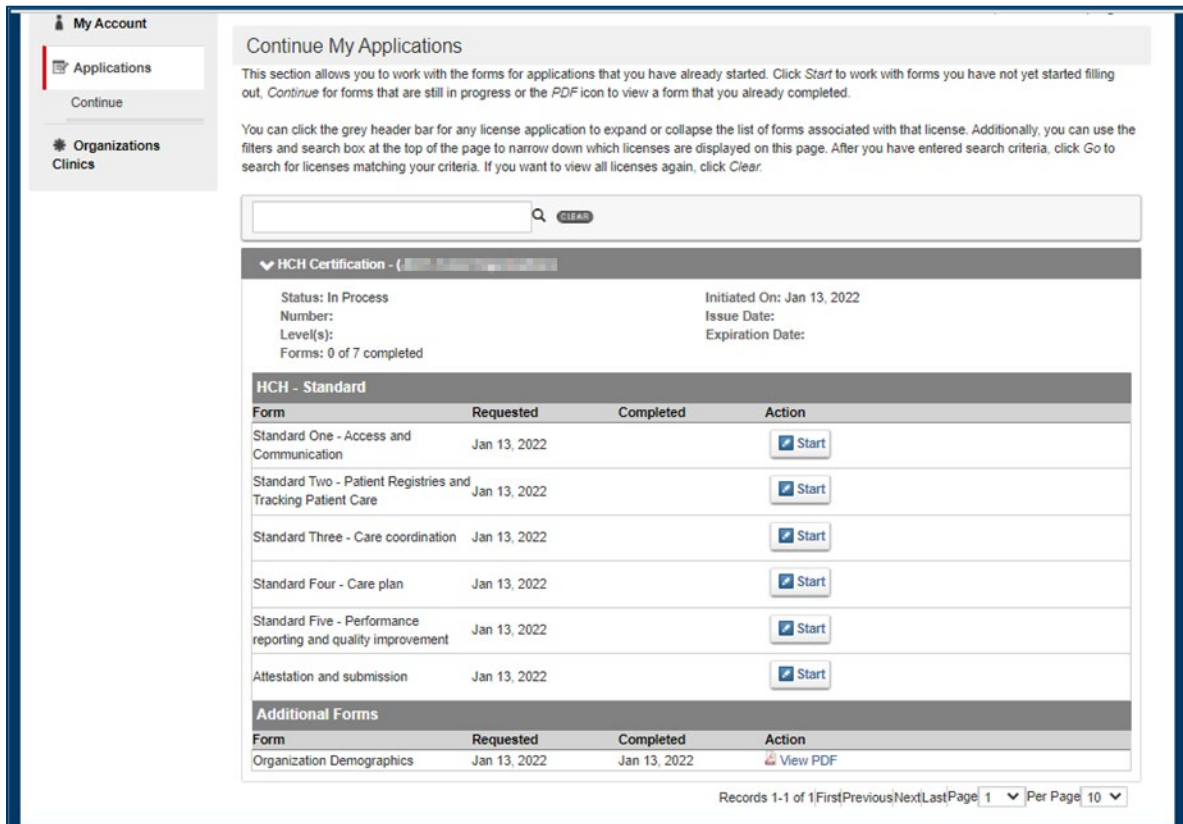 My Account
Applications
Continue
Organizations
Clinics
Continue My Applications
This section allows you to work with the forms for applications that you have already started. Click Start to work with forms you have not yet started filling
out, Continue for forms that are still in progress or the PDF icon to view a form that you already completed.
You can click the grey header bar for any license application to expand or collapse the list of forms associated with that license. Additionally, you can use the
filters and search box at the top of the page to narrow down which licenses are displayed on this page. After you have entered search criteria, click Go to
search for licenses matching your criteria. If you want to view all licenses again, click Clear.
CLEAR
HCH Certification - (
Status: In Process Initiated On: Jan 13, 2022
Number: Issue Date:
Level(s): Expiration Date:
Forms: 0 of 7 completed
HCH - Standard
Form Requested Completed Action
Standard One - Access and
Communication Jan 13, 2022 Start
Standard Two - Patient Registries and
Tracking Patient Care Jan 13, 2022 Start
Standard Three - Care coordination Jan 13, 2022 Start
Standard Four - Care plan Jan 13, 2022 Start
Standard Five - Performance
reporting and quality improvement Jan 13, 2022 Start
Attestation and submission Jan 13, 2022 Start
Additional Forms
Form Requested Completed Action
Organization Demographics Jan 13, 2022 Jan 13, 2022 View PDF
Records 1-1 of 1|First|Previous|Next|Last|Page 1 Per Page 10